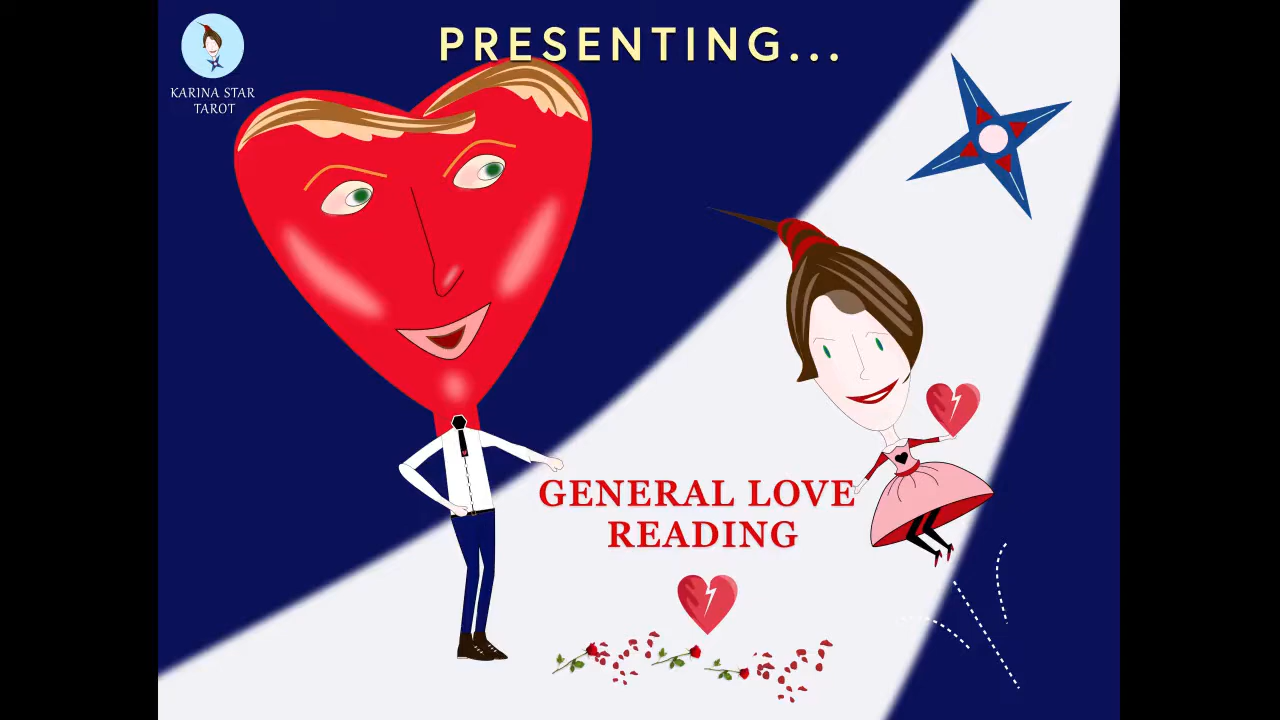 PRESENTING...
KARINA STAR
TAROT
GENERAL LOVE
READING